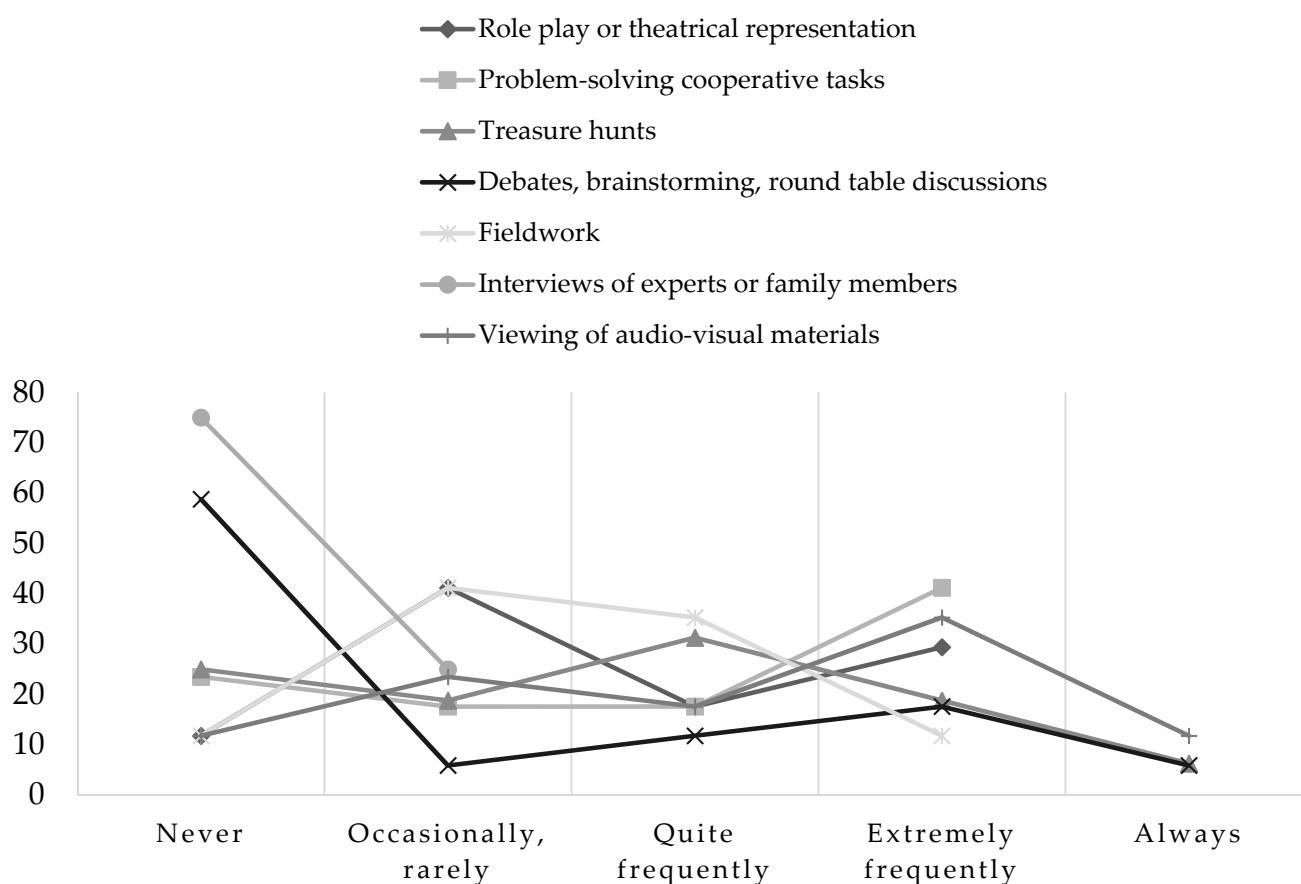 Role play or theatrical representation
Problem-solving cooperative tasks
Treasure hunts
Debates, brainstorming, round table discussions
Fieldwork
Interviews of experts or family members
Viewing of audio-visual materials
80
70
60
50
40
30
20
10
0
Never
Occasionally,
rarely
Quite
frequently
Extremely
frequently
Always